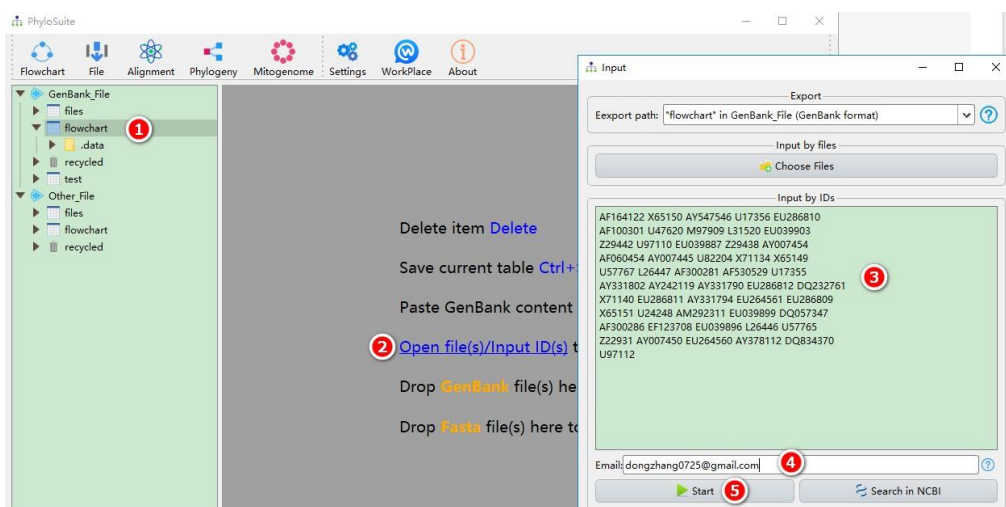 PhyloSuite
Flowchart File Alignment Phylogeny Mitogenome Settings WorkPlace About
GenBank_File
files
flowchart
.data
recycled
test
Other_File
files
flowchart
recycled
1
Delete item Delete
Save current table Ctrl+
Paste GenBank content
2 Open file(s)/Input ID(s) t
Drop GenBank file(s) he
Drop Fasta file(s) here to
Input
Export
Eexport path: "flowchart" in GenBank_File (GenBank format)
Input by files
Choose Files
Input by IDs
AF164122 X65150 AY547546 U17356 EU286810
AF100301 U47620 M97909 L31520 EU039903
Z29442 U97110 EU039887 Z29438 AY007454
AF060454 AY007445 U82204 X71134 X65149
U57767 L26447 AF300281 AF530529 U17355
AY331802 AY242119 AY331790 EU286812 DQ232761
X71140 EU286811 AY331794 EU264561 EU286809
X65151 U24248 AM292311 EU039899 DQ057347
AF300286 EF123708 EU039896 L26446 U57765
Z22931 AY007450 EU264560 AY378112 DQ834370
U97112
3
Email: dongzhang0725@gmail.com 4
Start 5 Search in NCBI